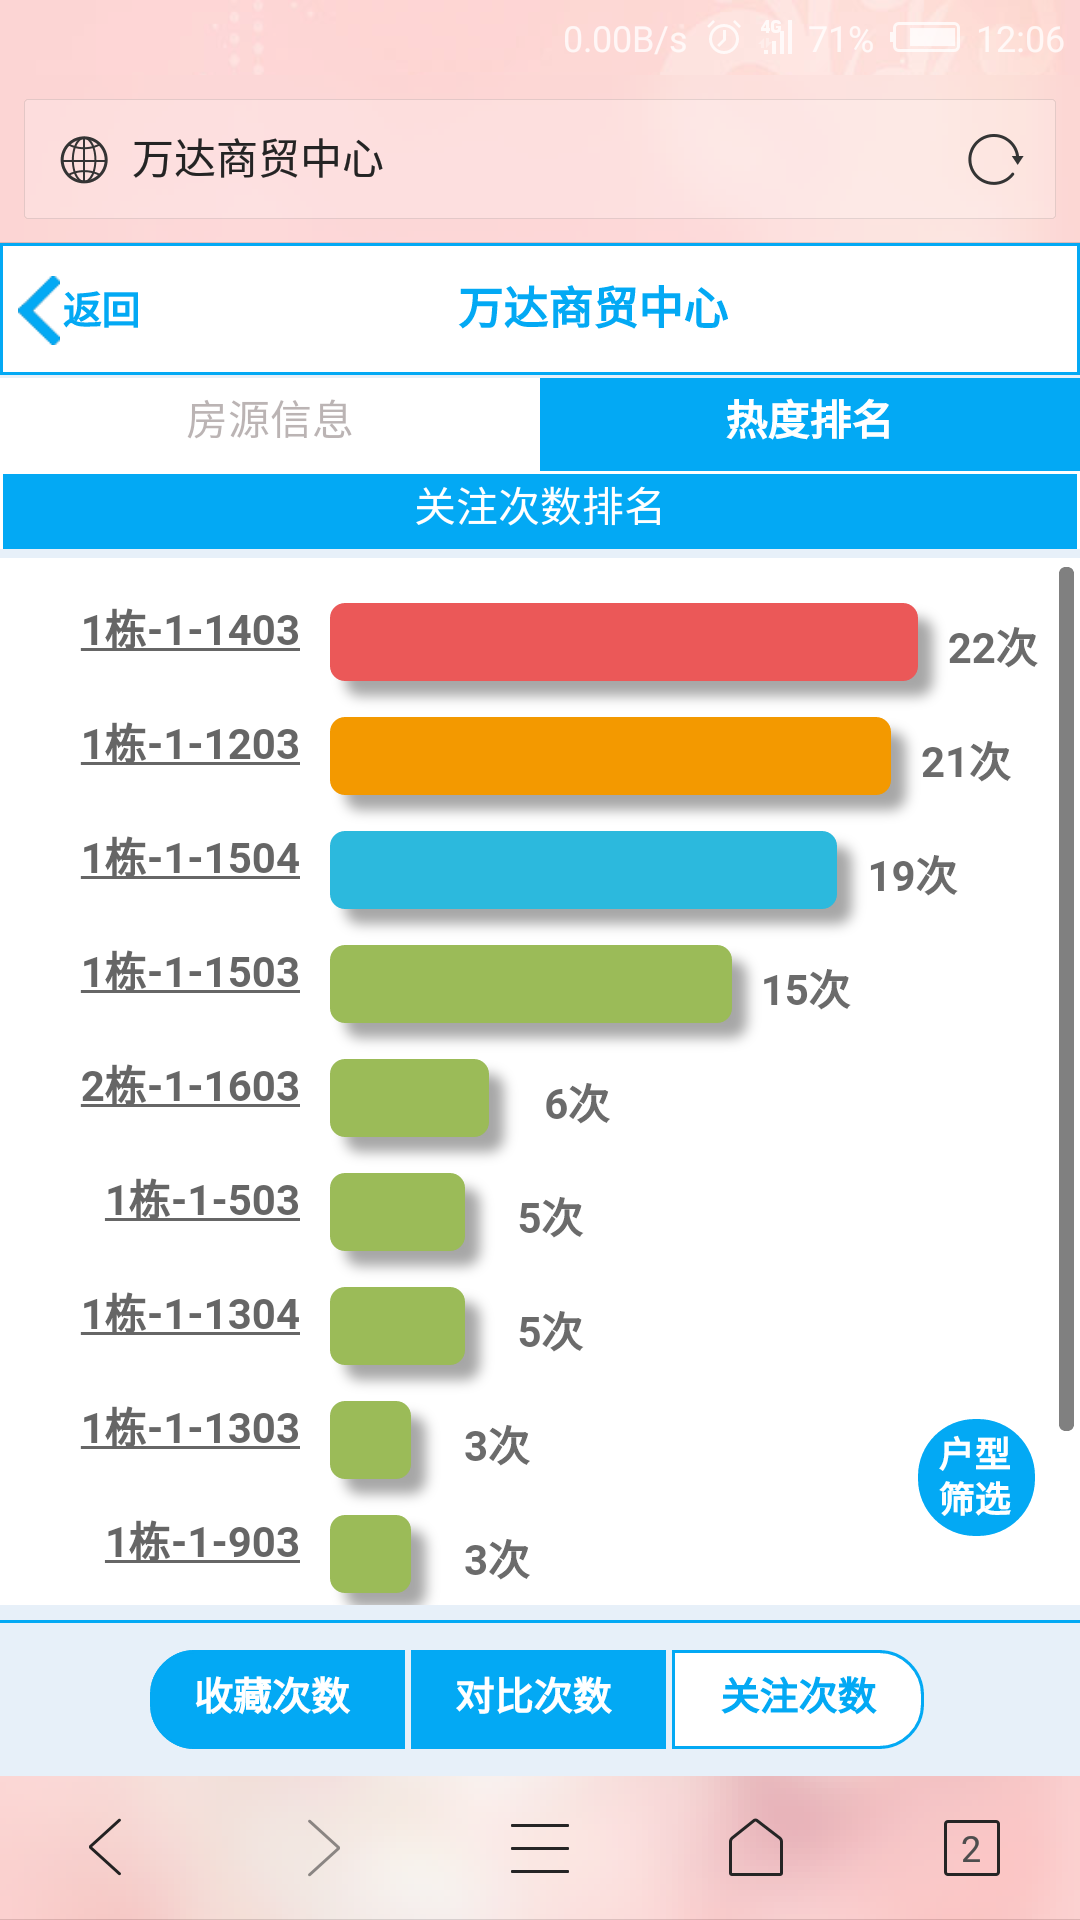 0.00B/s 4G 71% 12:06
万达商贸中心
返回 万达商贸中心
房源信息 热度排名
关注次数排名
1栋-1-1403 22次
1栋-1-1203 21次
1栋-1-1504 19次
1栋-1-1503 15次
2栋-1-1603 6次
1栋-1-503 5次
1栋-1-1304 5次
1栋-1-1303 3次
1栋-1-903 3次
户型
筛选
收藏次数 对比次数 关注次数
2